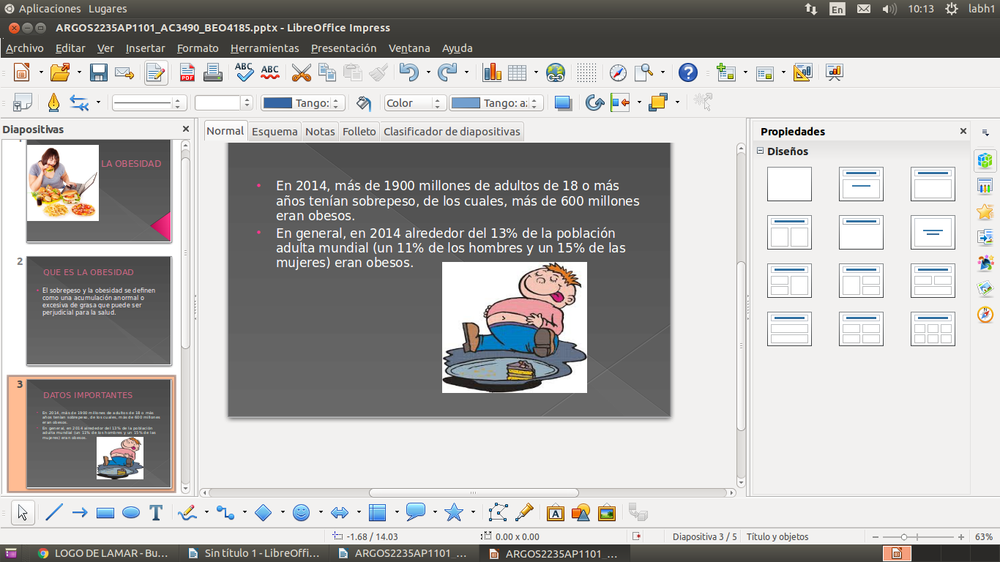 Aplicaciones Lugares
En 10:13 labh1
ARGOS2235AP1101_AC3490_BEO4185.pptx - LibreOffice Impress
Archivo Editar Ver Insertar Formato Herramientas Presentación Ventana Ayuda
PDF ABC ABC
Tango: Color Tango: a:
Diapositivas
LA OBESIDAD
2
QUE ES LA OBESIDAD
El sobrepeso y la obesidad se definen
como una acumulación anormal o
excesiva de grasa que puede ser
perjudicial para la salud.
3
DATOS IMPORTANTES
En 2014, más de 1900 millones de adultos de 18 o más
años tenían sobrepeso, de los cuales, más de 600 millones
eran obesos.
En general, en 2014 alrededor del 13% de la población
adulta mundial (un 11% de los hombres y un 15% de las
mujeres) eran obesos.
Normal Esquema Notas Folleto Clasificador de diapositivas
En 2014, más de 1900 millones de adultos de 18 o más
años tenían sobrepeso, de los cuales, más de 600 millones
eran obesos.
En general, en 2014 alrededor del 13% de la población
adulta mundial (un 11% de los hombres y un 15% de las
mujeres) eran obesos.
Propiedades
Diseños
-1.68 / 14.03 0.00 x 0.00 Diapositiva 3 / 5 Título y objetos 63%
LOGO DE LAMAR - Bu... Sin título 1 - LibreOffi... ARGOS2235AP1101_... ARGOS2235AP1101_...